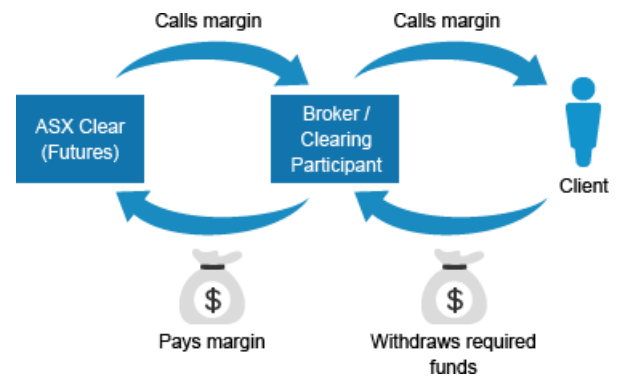 Calls margin
Calls margin
ASX Clear
(Futures)
Broker /
Clearing
Participant
Client
$
$
Pays margin
Withdraws required
funds